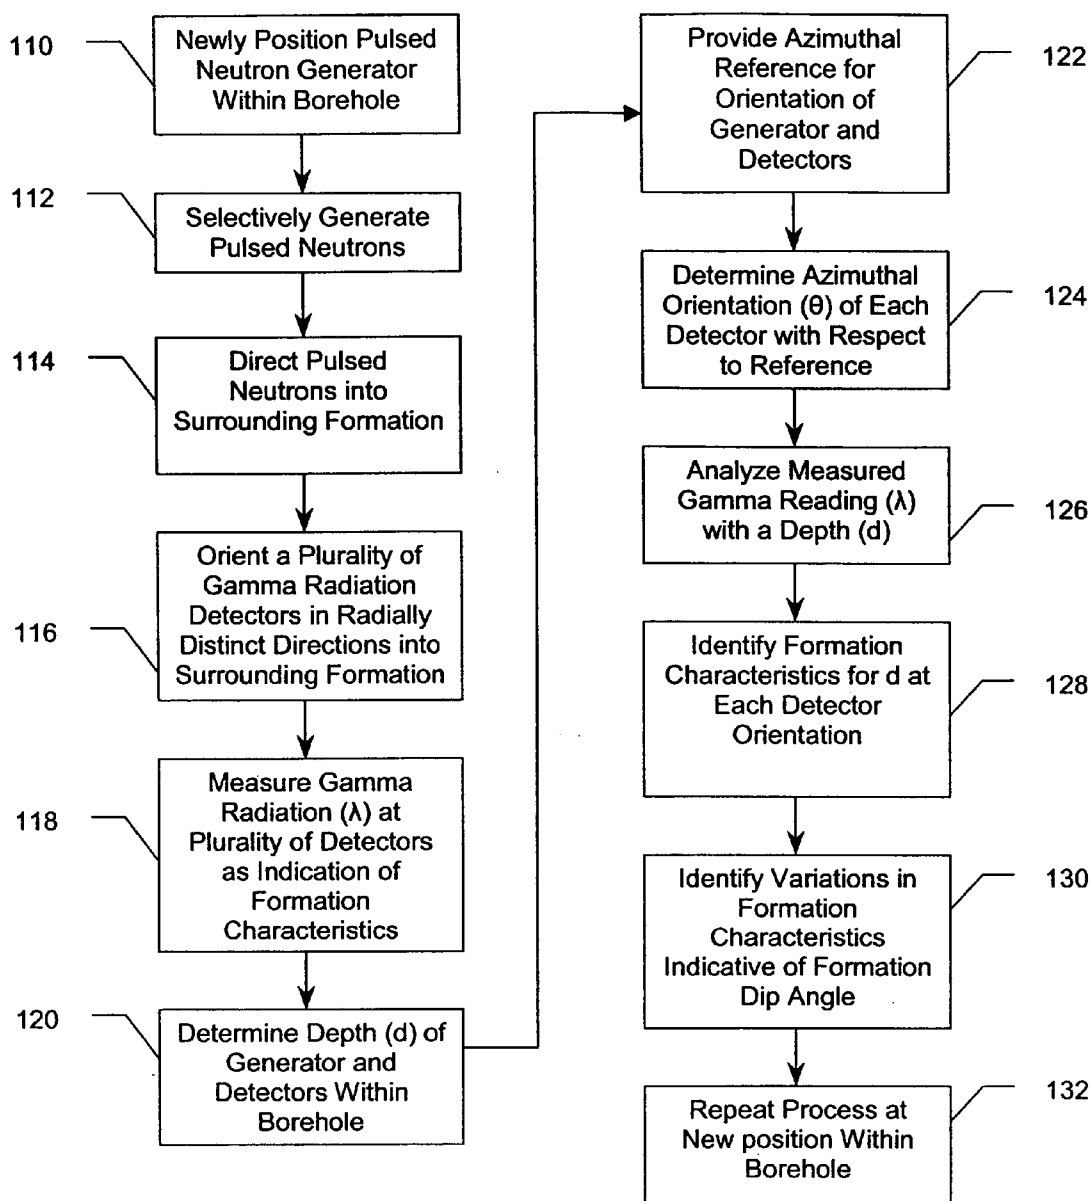 110
Newly Position Pulsed
Neutron Generator
Within Borehole
112
Selectively Generate
Pulsed Neutrons
114
Direct Pulsed
Neutrons into
Surrounding Formation
116
Orient a Plurality of
Gamma Radiation
Detectors in Radially
Distinct Directions into
Surrounding Formation
118
Measure Gamma
Radiation (λ) at
Plurality of Detectors
as Indication of
Formation
Characteristics
120
Determine Depth (d) of
Generator and
Detectors Within
Borehole
Provide Azimuthal
Reference for
Orientation of
Generator and
Detectors
122
Determine Azimuthal
Orientation (θ) of Each
Detector with Respect
to Reference
124
Analyze Measured
Gamma Reading (λ)
with a Depth (d)
126
Identify Formation
Characteristics for d at
Each Detector
Orientation
128
Identify Variations in
Formation
Characteristics
Indicative of Formation
Dip Angle
130
Repeat Process at
New position Within
Borehole
132